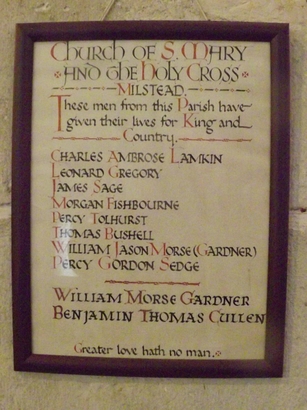 Church of S. Mary
and the Holy Cross
Milstead.
These men from this Parish have
given their lives for King and
Country.
Charles Ambrose Lamkin
Leonard Gregory
James Sage
Morgan Fishbourne
Percy Tolhurst
Thomas Bushell
William Jason Morse (Gardner)
Percy Gordon Sedge
William Morse Gardner
Benjamin Thomas Cullen
Greater love hath no man.